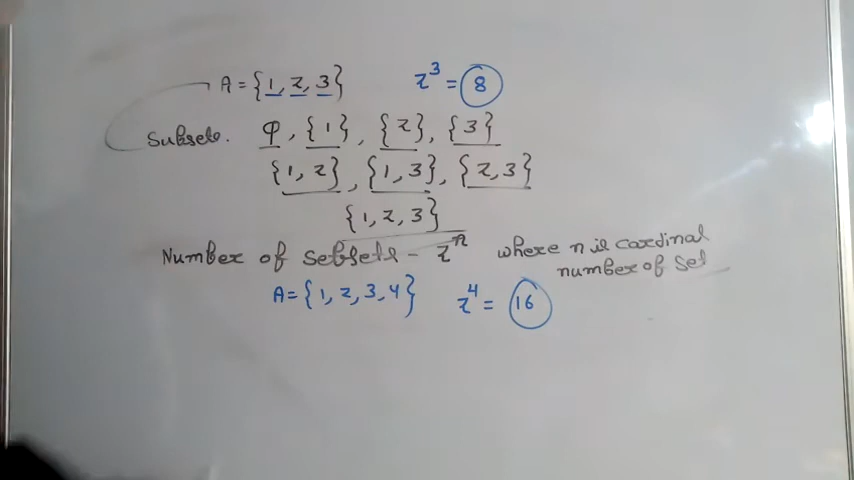 A = {1, 2, 3} 2³ = 8
Subsets. φ, {1}, {2}, {3}
{1, 2}, {1, 3}, {2, 3}
{1, 2, 3}
Number of sebsets - 2ⁿ where n is cardinal
number of set
A = {1, 2, 3, 4} 2⁴ = 16